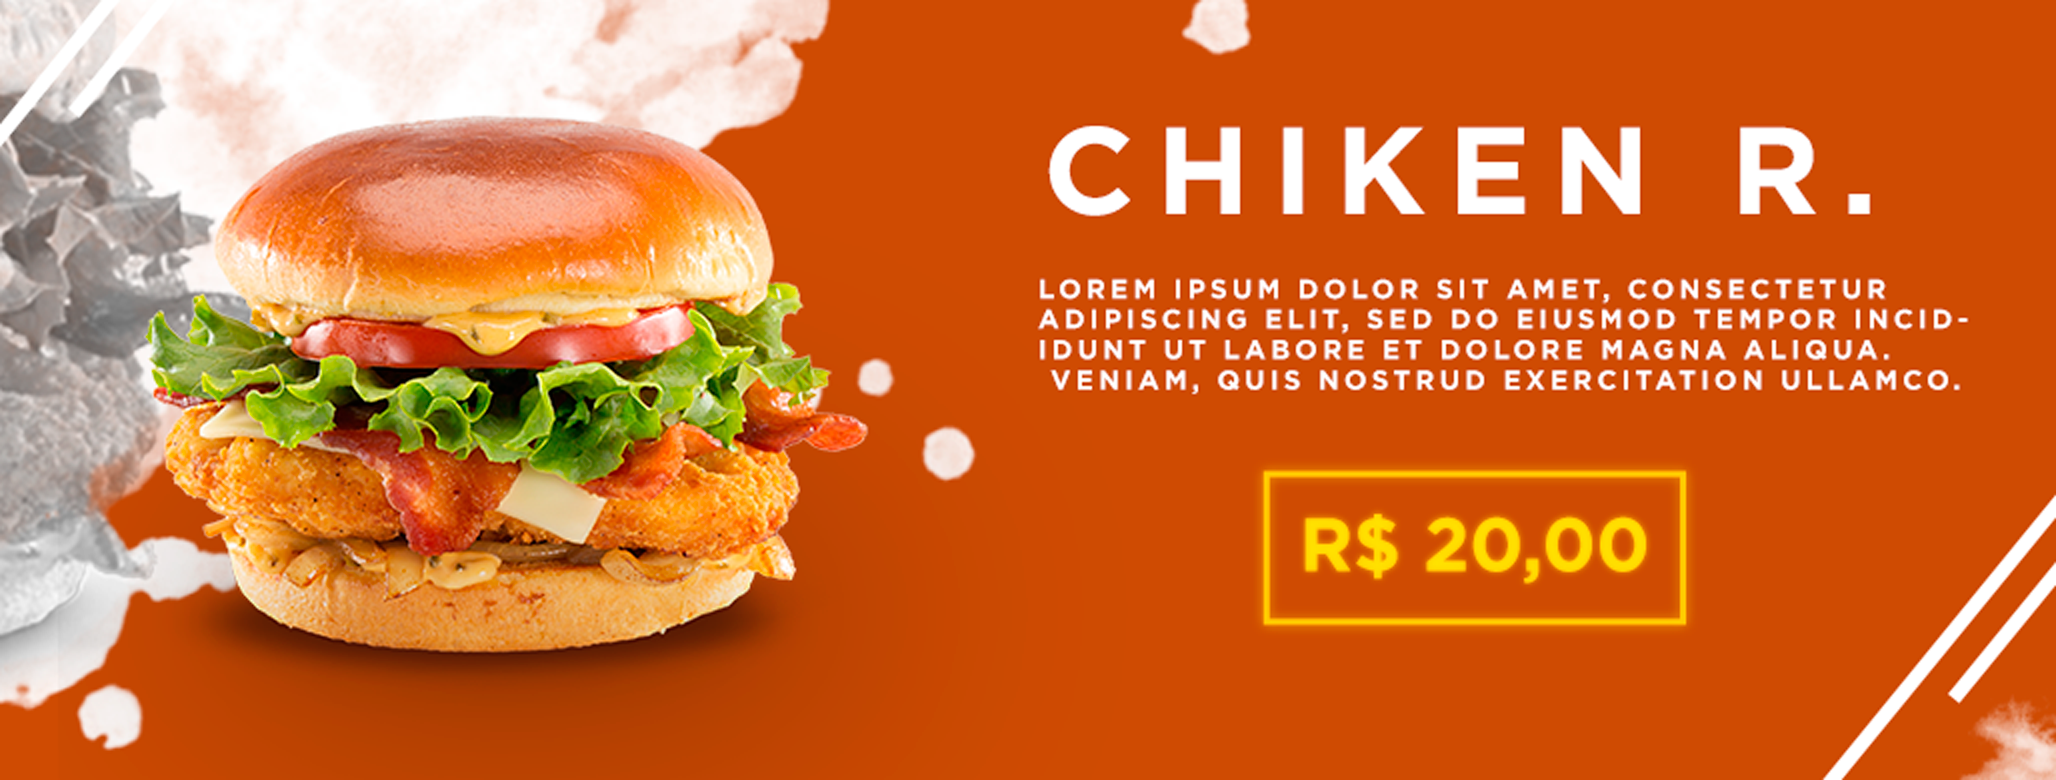 CHIKEN R.
LOREM IPSUM DOLOR SIT AMET, CONSECTETUR
ADIPISCING ELIT, SED DO EIUSMOD TEMPOR INCID-
IDUNT UT LABORE ET DOLORE MAGNA ALIQUA.
VENIAM, QUIS NOSTRUD EXERCITATION ULLAMCO.
R$ 20,00